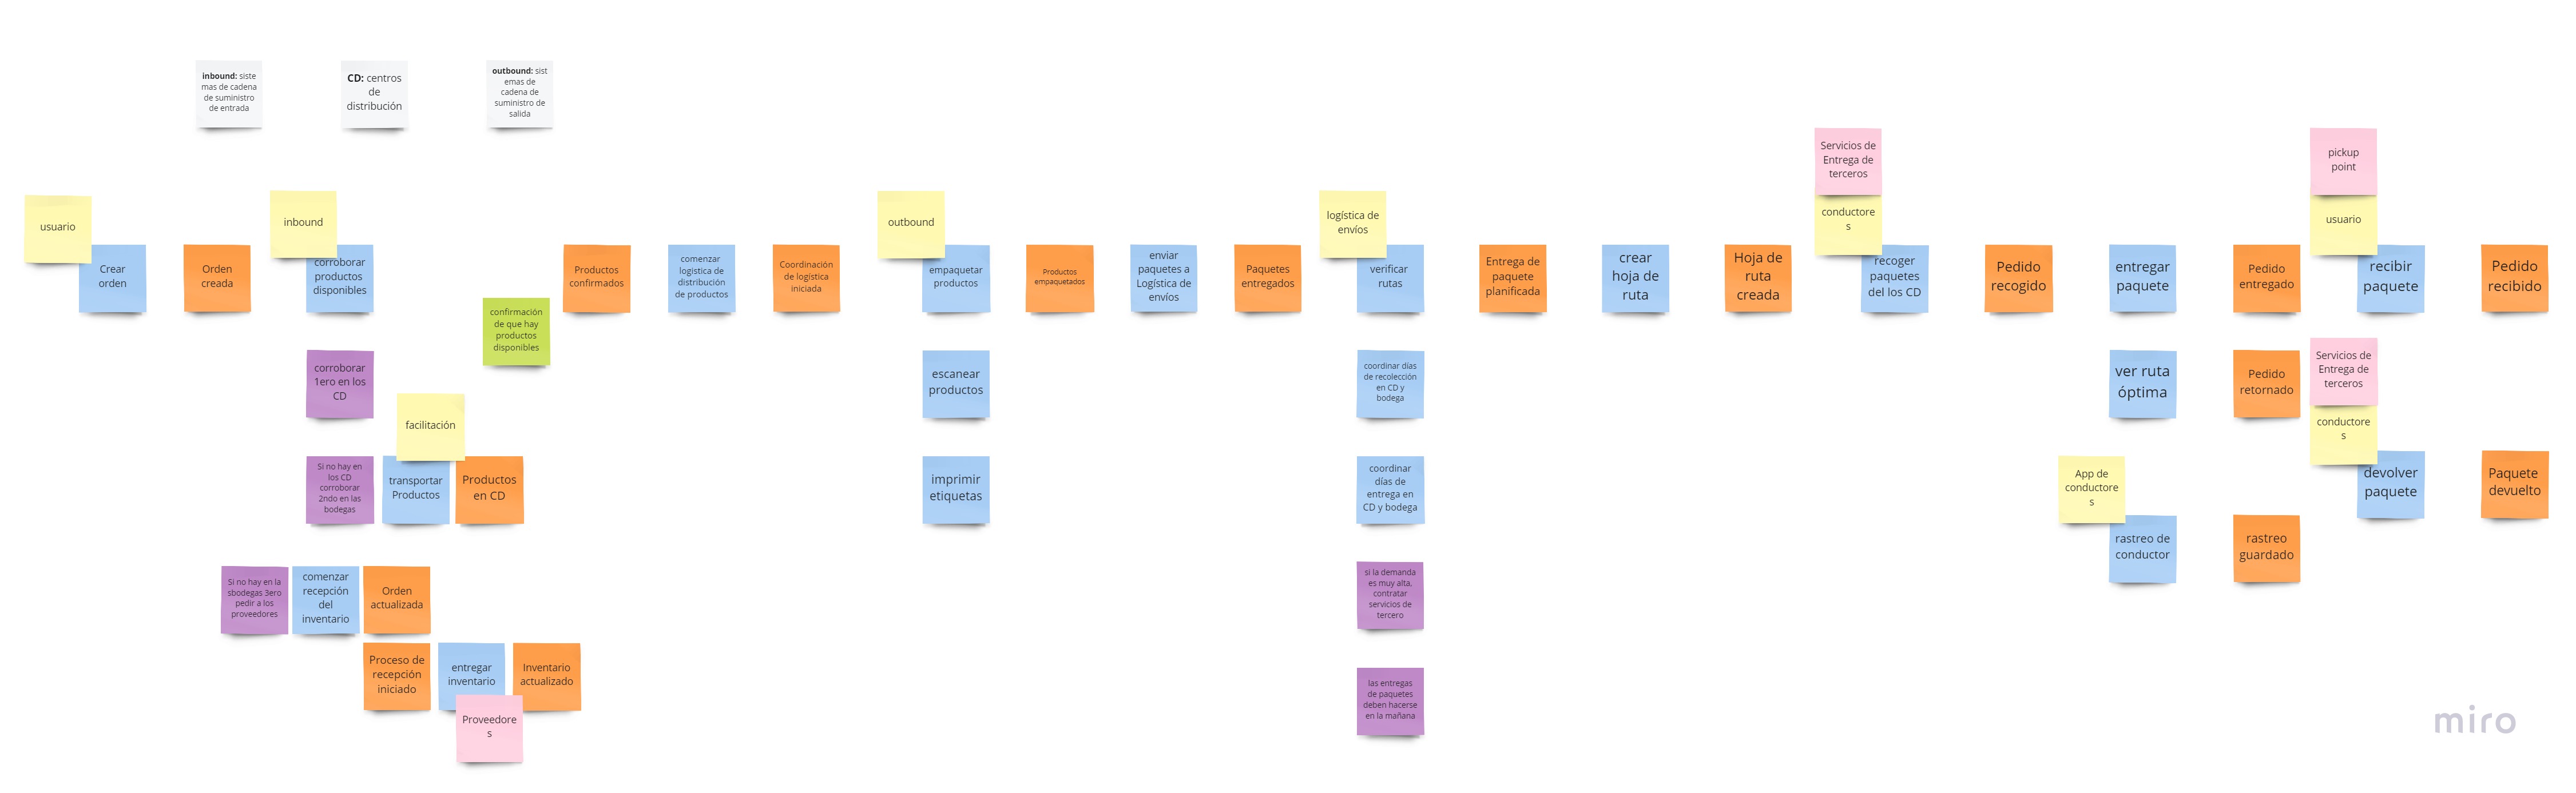 inbound: siste
mas de cadena
de suministro
de entrada
CD: centros
de
distribución
outbound: sist
emas de
cadena de
suministro de
salida
usuario
Crear
orden
Orden
creada
inbound
corroborar
productos
disponibles
corroborar
1ero en los
CD
Si no hay en
los CD
corroborar
2ndo en las
bodegas
facilitación
transportar
Productos
Productos
en CD
Si no hay en la
sbodegas 3ero
pedir a los
proveedores
comenzar
recepción
del
inventario
Orden
actualizada
Proceso de
recepción
iniciado
entregar
inventario
Inventario
actualizado
Proveedore
s
confirmación
de que hay
productos
disponibles
Productos
confirmados
comenzar
logistica de
distribución
de productos
Coordinación
de logística
iniciada
outbound
empaquetar
productos
escanear
productos
imprimir
etiquetas
Productos
empaquetados
enviar
paquetes a
Logística de
envíos
Paquetes
entregados
logística de
envíos
verificar
rutas
coordinar días
de recolección
en CD y
bodega
coordinar
días de
entrega en
CD y bodega
si la demanda
es muy alta,
contratar
servicios de
tercero
las entregas
de paquetes
deben hacerse
en la mañana
Entrega de
paquete
planificada
crear
hoja de
ruta
Hoja de
ruta
creada
Servicios de
Entrega de
terceros
conductore
s
recoger
paquetes
del los CD
Pedido
recogido
entregar
paquete
ver ruta
óptima
App de
conductore
s
rastreo de
conductor
Pedido
entregado
Pedido
retornado
rastreo
guardado
pickup
point
usuario
recibir
paquete
Pedido
recibido
Servicios de
Entrega de
terceros
conductore
s
devolver
paquete
Paquete
devuelto
miro